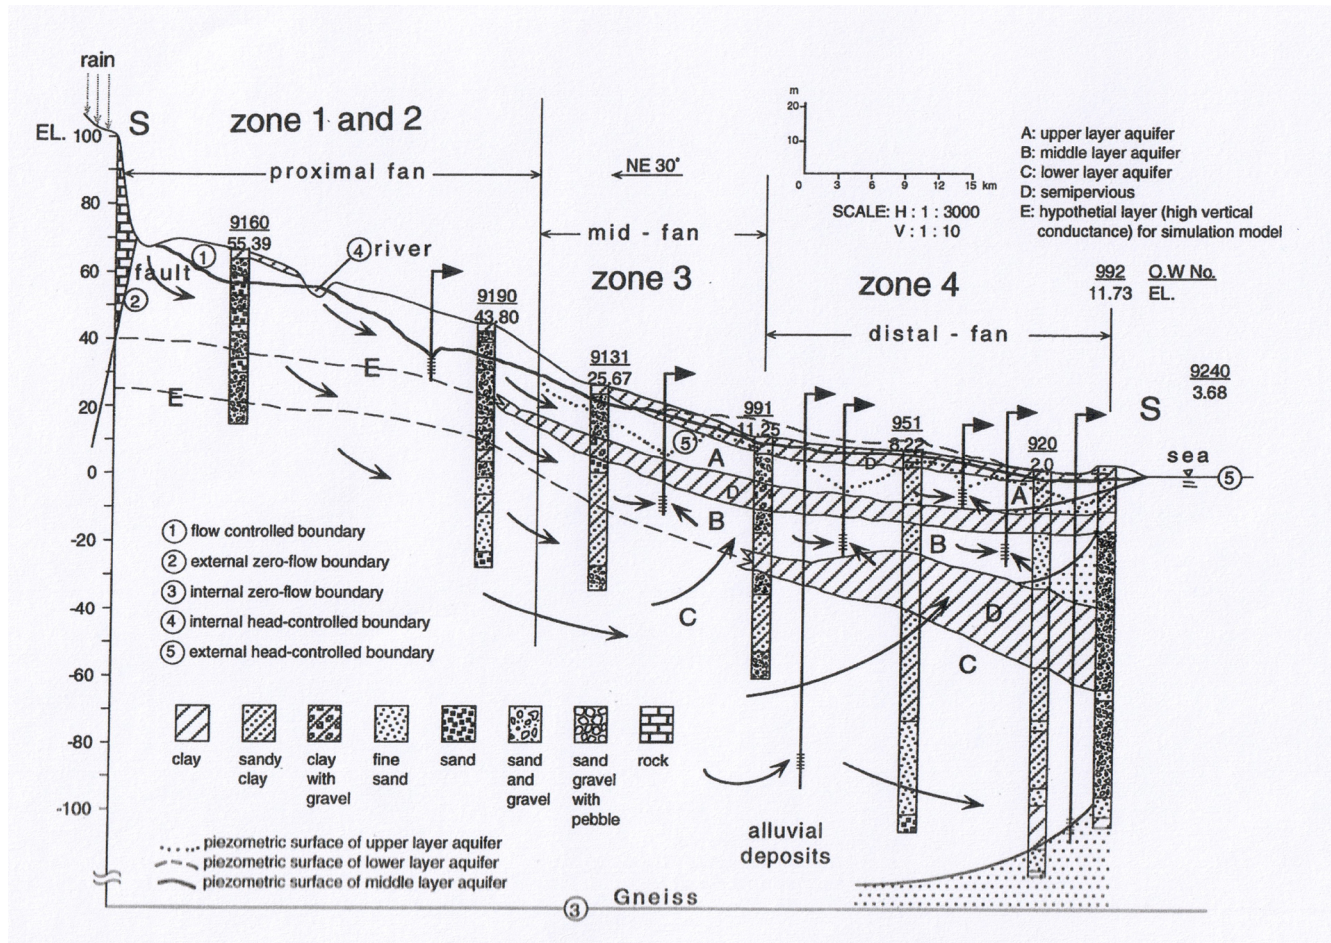 rain
EL. 100
S
zone 1 and 2
proximal fan
NE 30°
m
20
10
0 3 6 9 12 15 km
SCALE: H : 1 : 3000
V : 1 : 10
A: upper layer aquifer
B: middle layer aquifer
C: lower layer aquifer
D: semipervious
E: hypothetial layer (high vertical
conductance) for simulation model
80
60
40
20
0
-20
-40
-60
-80
-100
9160
55.39
1
4 river
fault
2
mid - fan
zone 3
zone 4
992 O.W No.
11.73 EL.
distal - fan
9190
43.80
9131
25.67
991
11.25
951
8.22
920
2.0
9240
3.68
S
sea
5
E
E
5
A
D
B
C
D
A
B
D
C
1 flow controlled boundary
2 external zero-flow boundary
3 internal zero-flow boundary
4 internal head-controlled boundary
5 external head-controlled boundary
clay
sandy
clay
clay
with
gravel
fine
sand
sand
sand
and
gravel
sand
gravel
with
pebble
rock
piezometric surface of upper layer aquifer
piezometric surface of lower layer aquifer
piezometric surface of middle layer aquifer
alluvial
deposits
3
Gneiss